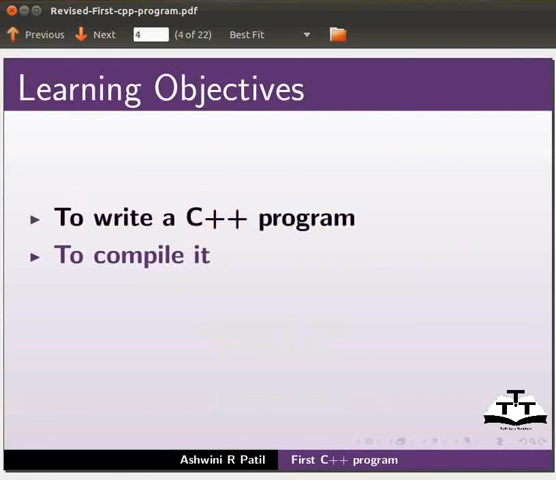 Revised-First-cpp-program.pdf
Previous Next 4 (4 of 22) Best Fit
Learning Objectives
To write a C++ program
To compile it
Ashwini R Patil First C++ program